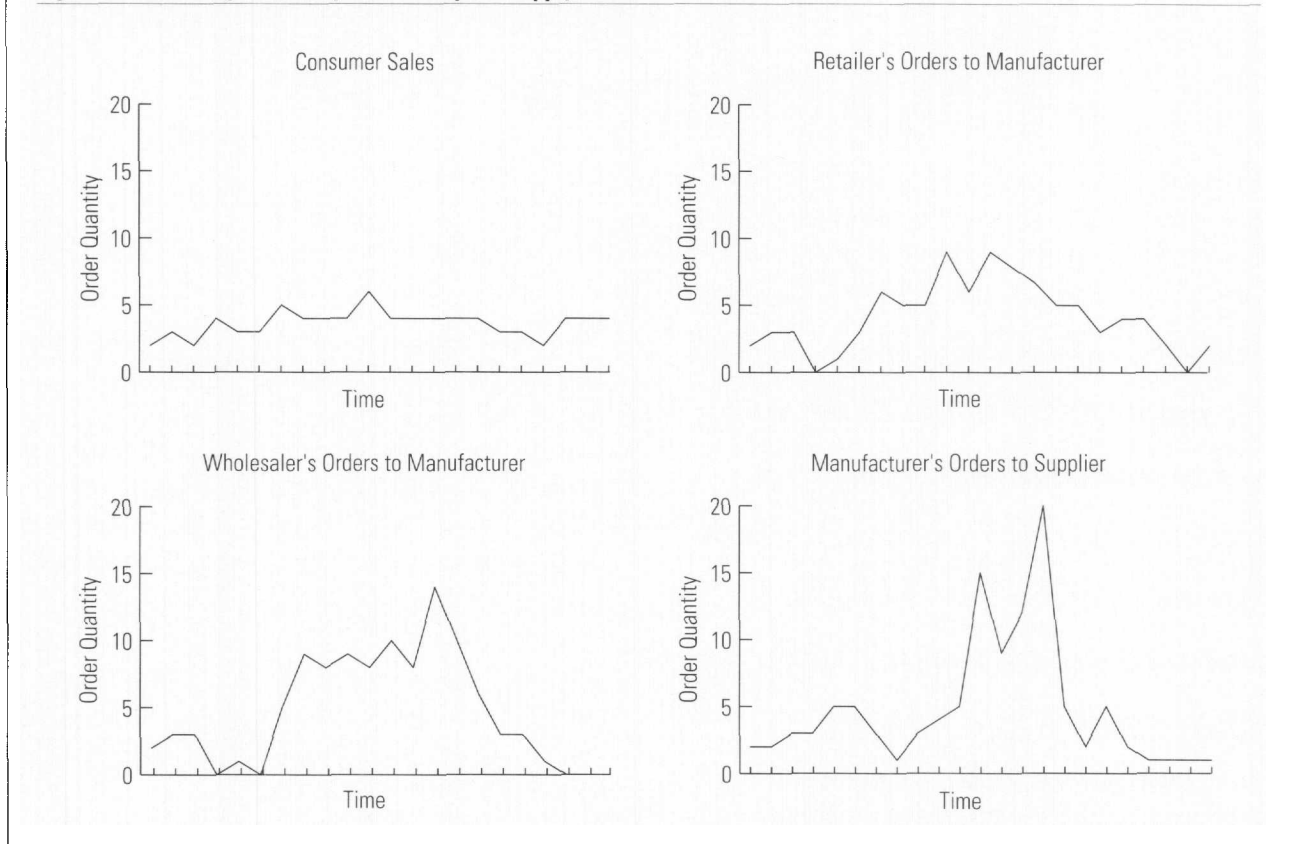 Consumer Sales
20
15
10
5
0
Order Quantity
Time
Retailer's Orders to Manufacturer
20
15
10
5
0
Order Quantity
Time
Wholesaler's Orders to Manufacturer
20
15
10
5
0
Order Quantity
Time
Manufacturer's Orders to Supplier
20
15
10
5
0
Order Quantity
Time